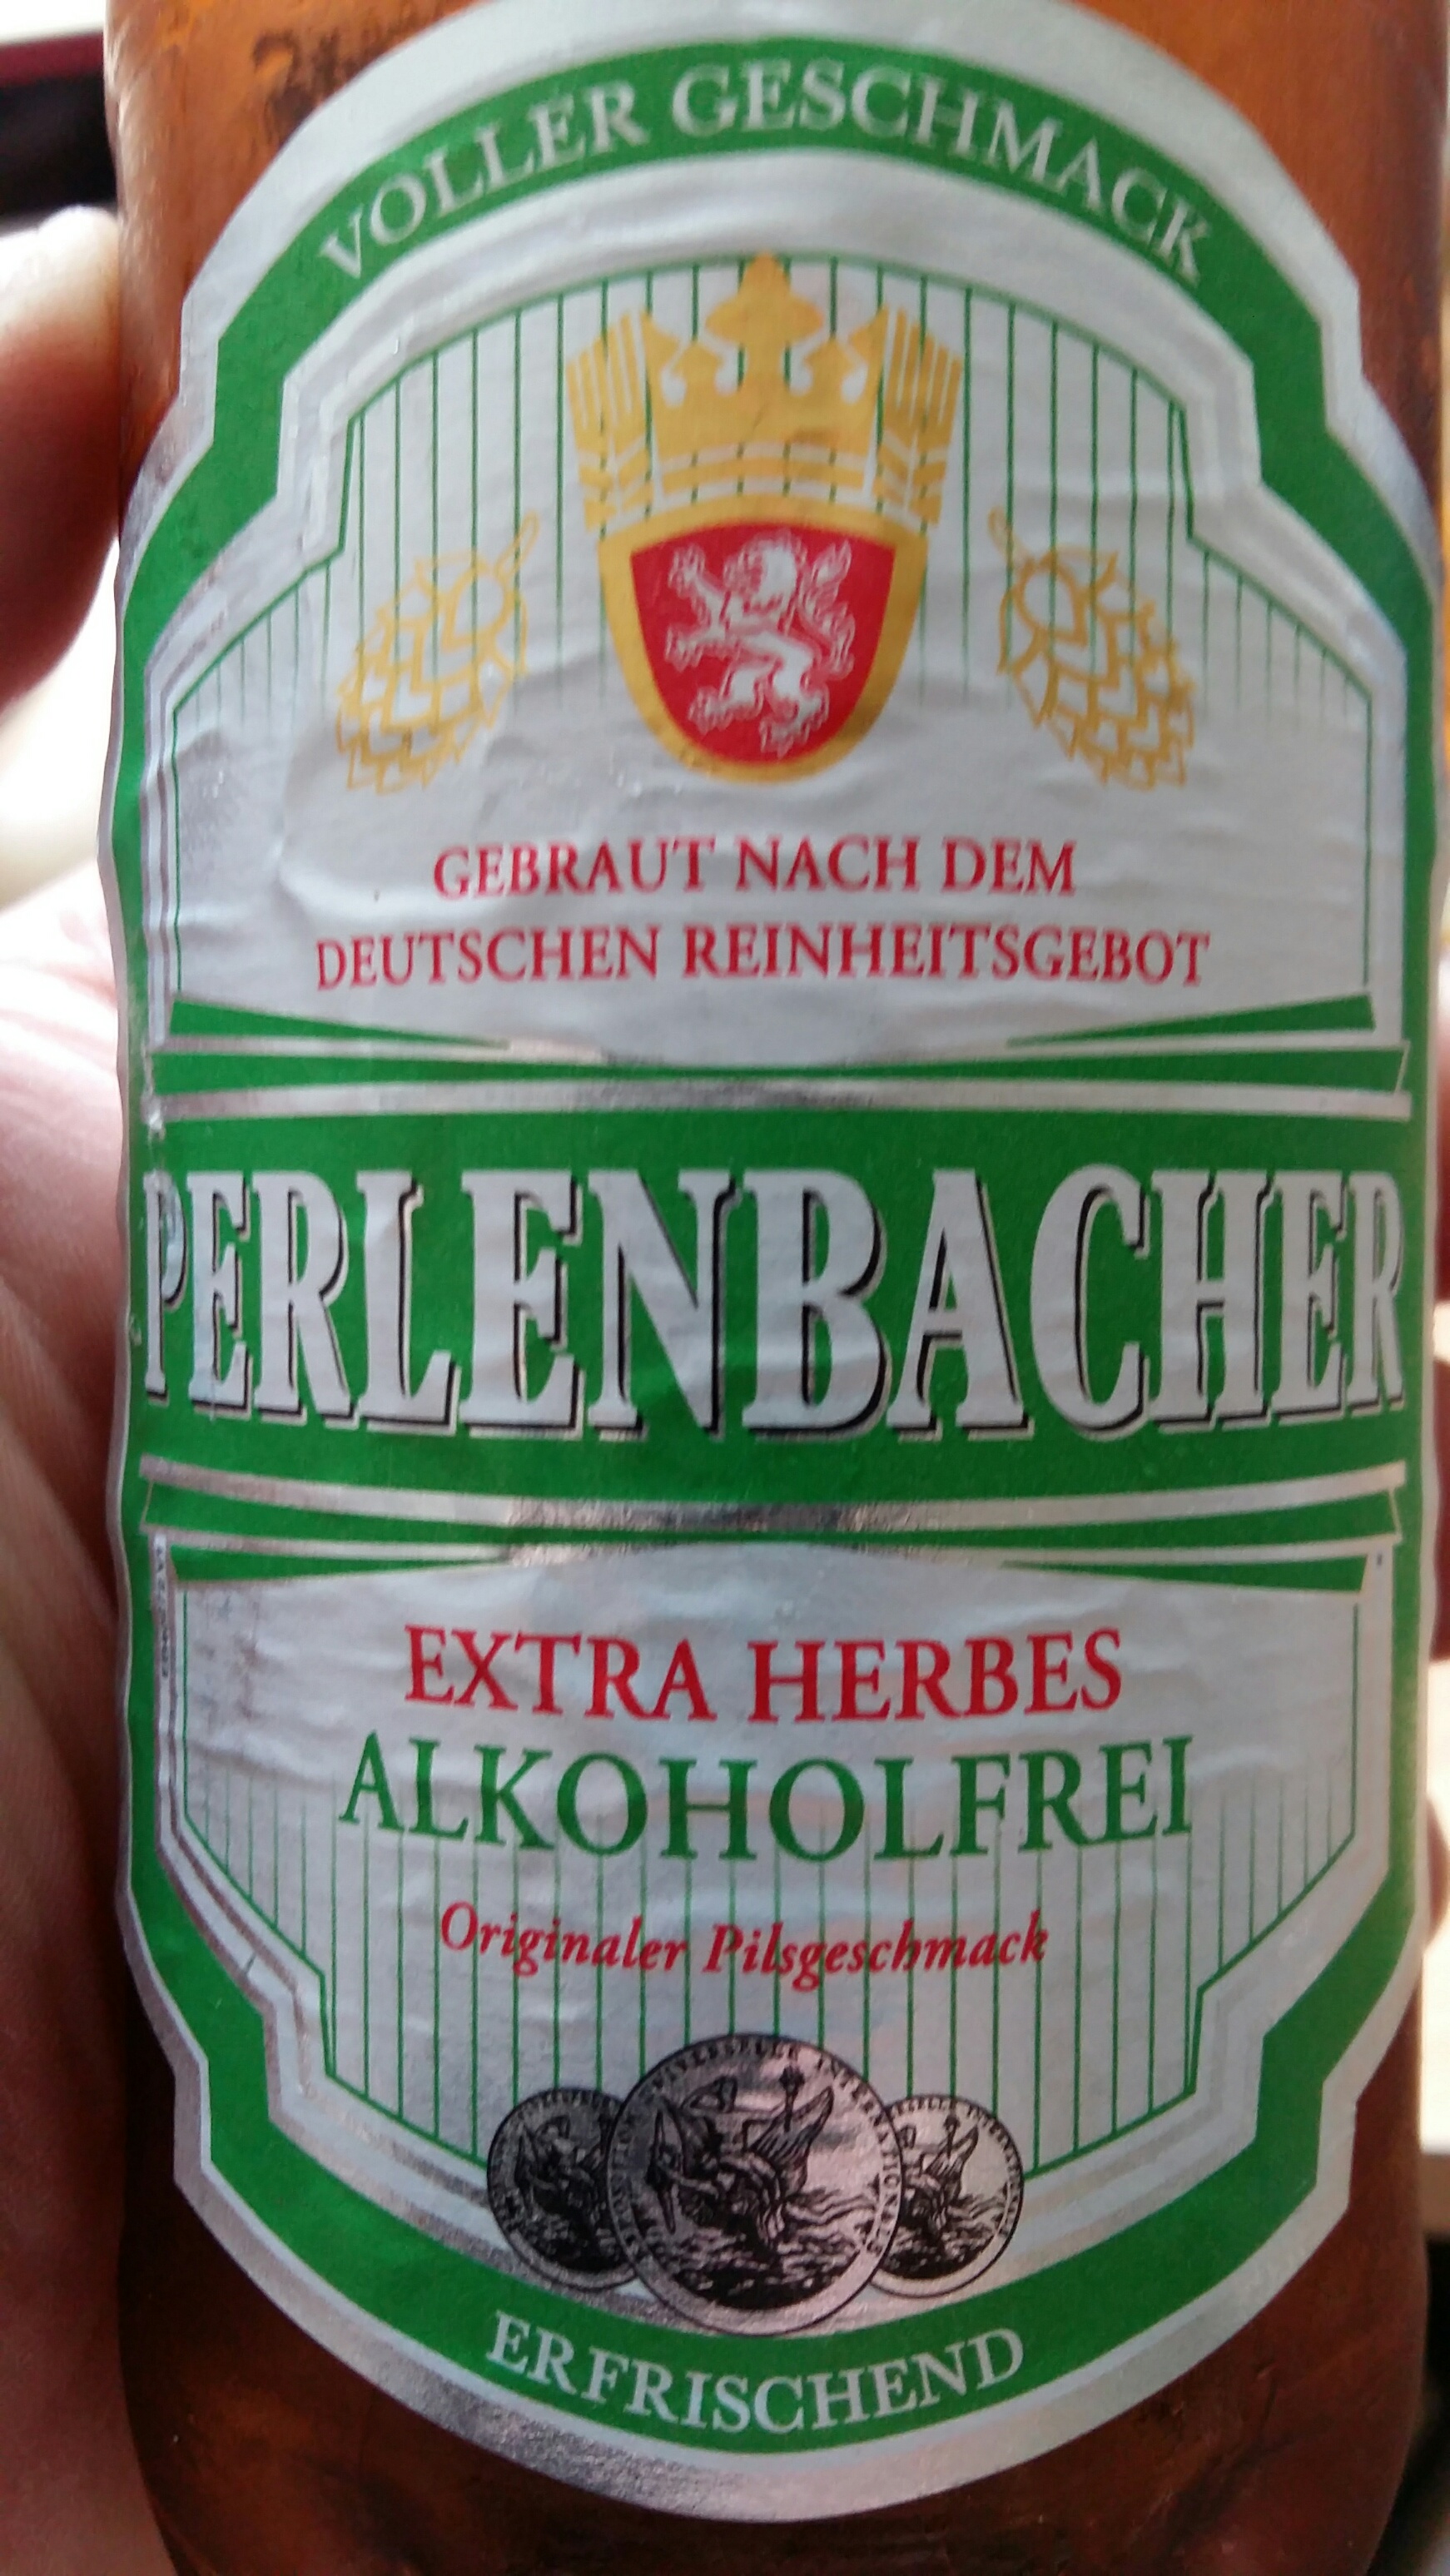 VOLLER GESCHMACK
GEBRAUT NACH DEM
DEUTSCHEN REINHEITSGEBOT
PERLENBACHER
EXTRA HERBES
ALKOHOLFREI
Originaler Pilsgeschmack
ERFRISCHEND